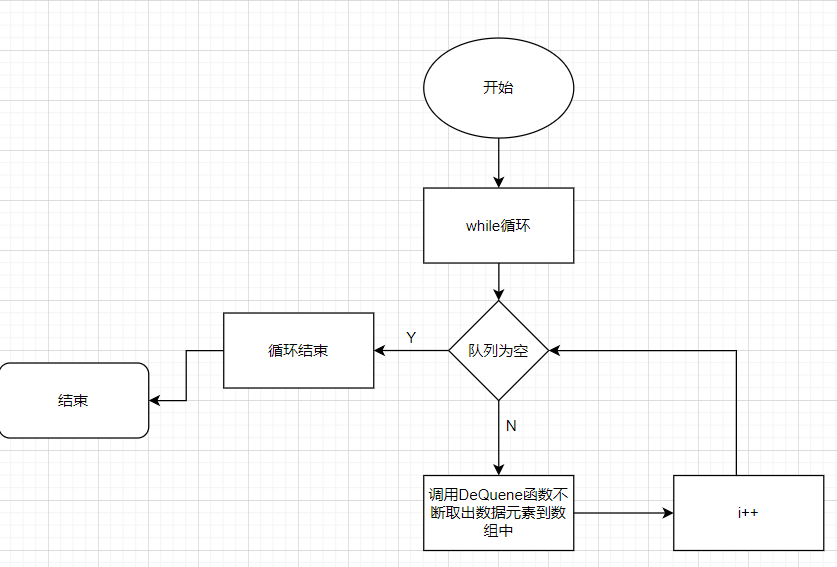 开始
while循环
队列为空
Y
循环结束
结束
N
调用DeQuene函数不
断取出数据元素到数
组中
i++